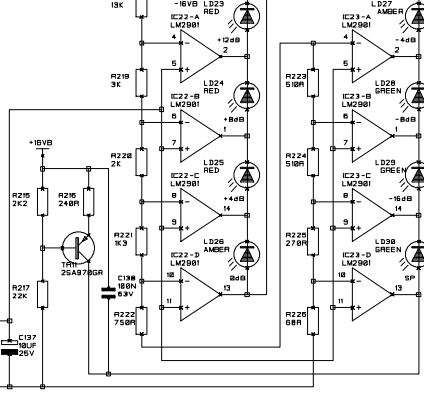 13K
-16VB
LD23
RED
LD27
AMBER
IC22-A
LM2901
IC23-A
LM2901
4
2
5
+12dB
4
2
5
-4dB
R219
3K
R223
510R
IC22-B
LM2901
LD24
RED
IC23-B
LM2901
LD28
GREEN
6
1
7
+8dB
6
1
7
-8dB
+16VB
R220
2K
R224
510R
IC22-C
LM2901
LD25
RED
IC23-C
LM2901
LD29
GREEN
8
14
9
+4dB
8
14
9
-16dB
R215
2K2
R216
240R
R221
1K3
R225
270R
IC22-D
LM2901
LD26
AMBER
IC23-D
LM2901
LD30
GREEN
TR11
2SA970GR
10
13
11
0dB
10
13
11
SP
R217
22K
C138
100N
63V
R222
750R
R226
68R
C137
10UF
25V